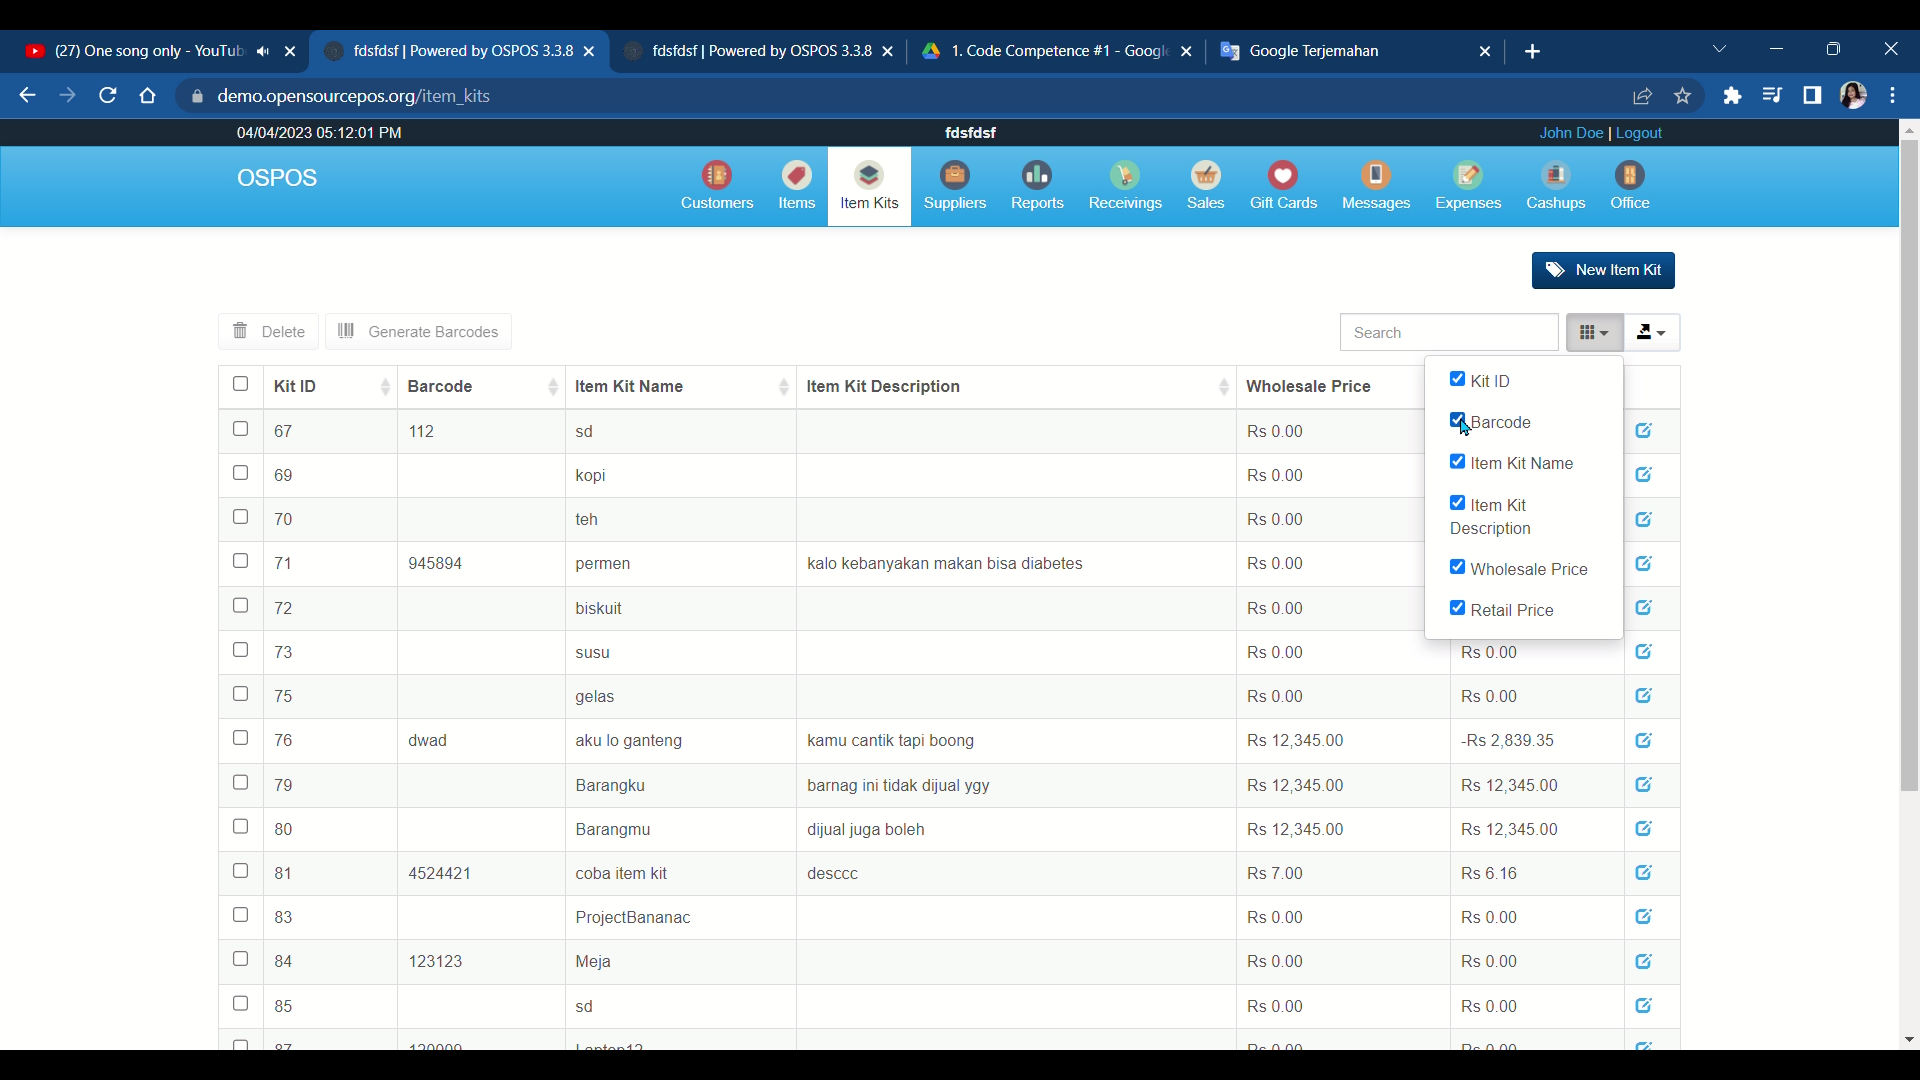 (27) One song only - YouTub
fdsfdsf | Powered by OSPOS 3.3.8
fdsfdsf | Powered by OSPOS 3.3.8
1. Code Competence #1 - Google
Google Terjemahan
demo.opensourcepos.org/item_kits
04/04/2023 05:12:01 PM
fdsfdsf
John Doe | Logout
OSPOS
Customers Items Item Kits Suppliers Reports Receivings Sales Gift Cards Messages Expenses Cashups Office
New Item Kit
Delete Generate Barcodes Search
Kit ID Barcode Item Kit Name Item Kit Description Wholesale Price
Kit ID
Barcode
Item Kit Name
Item Kit
Description
Wholesale Price
Retail Price
67 112 sd Rs 0.00
69 kopi Rs 0.00
70 teh Rs 0.00
71 945894 permen kalo kebanyakan makan bisa diabetes Rs 0.00
72 biskuit Rs 0.00
73 susu Rs 0.00 Rs 0.00
75 gelas Rs 0.00 Rs 0.00
76 dwad aku lo ganteng kamu cantik tapi boong Rs 12,345.00 -Rs 2,839.35
79 Barangku barnag ini tidak dijual ygy Rs 12,345.00 Rs 12,345.00
80 Barangmu dijual juga boleh Rs 12,345.00 Rs 12,345.00
81 4524421 coba item kit desccc Rs 7.00 Rs 6.16
83 ProjectBananac Rs 0.00 Rs 0.00
84 123123 Meja Rs 0.00 Rs 0.00
85 sd Rs 0.00 Rs 0.00
87 Rs 0.00 Rs 0.00